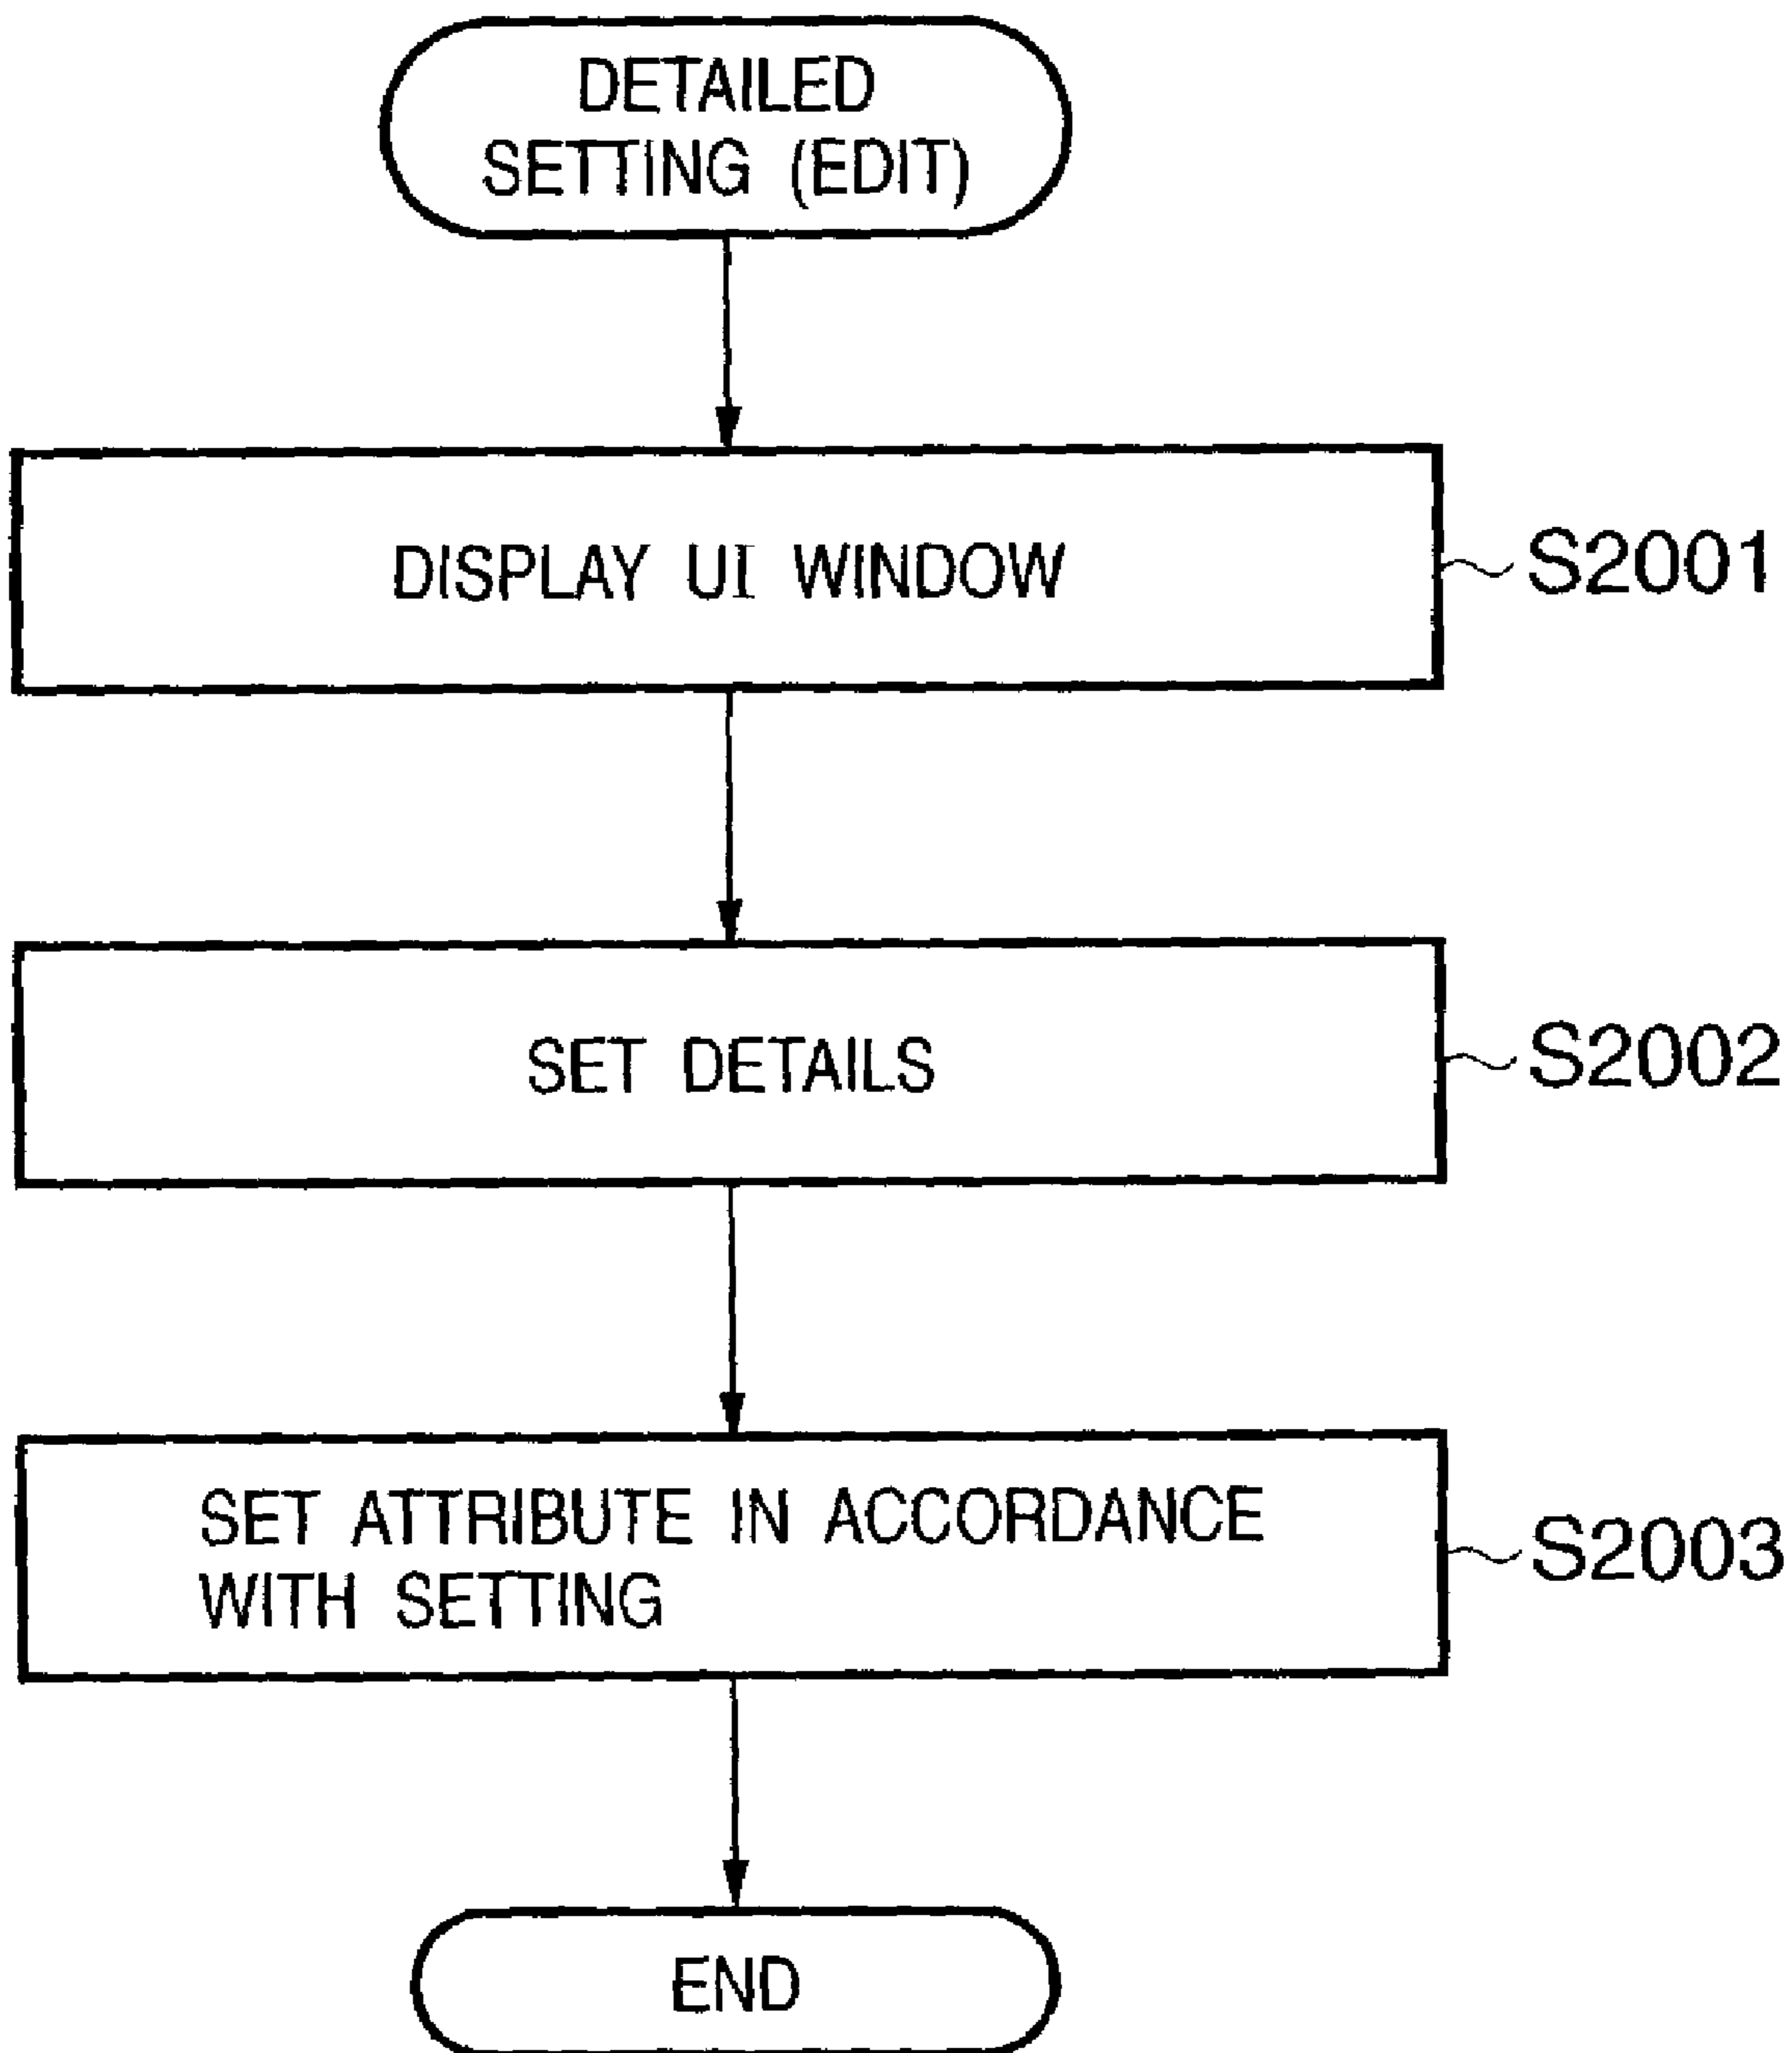 DETAILED
SETTING (EDIT)
DISPLAY UI WINDOW
S2001
SET DETAILS
S2002
SET ATTRIBUTE IN ACCORDANCE
WITH SETTING
S2003
END